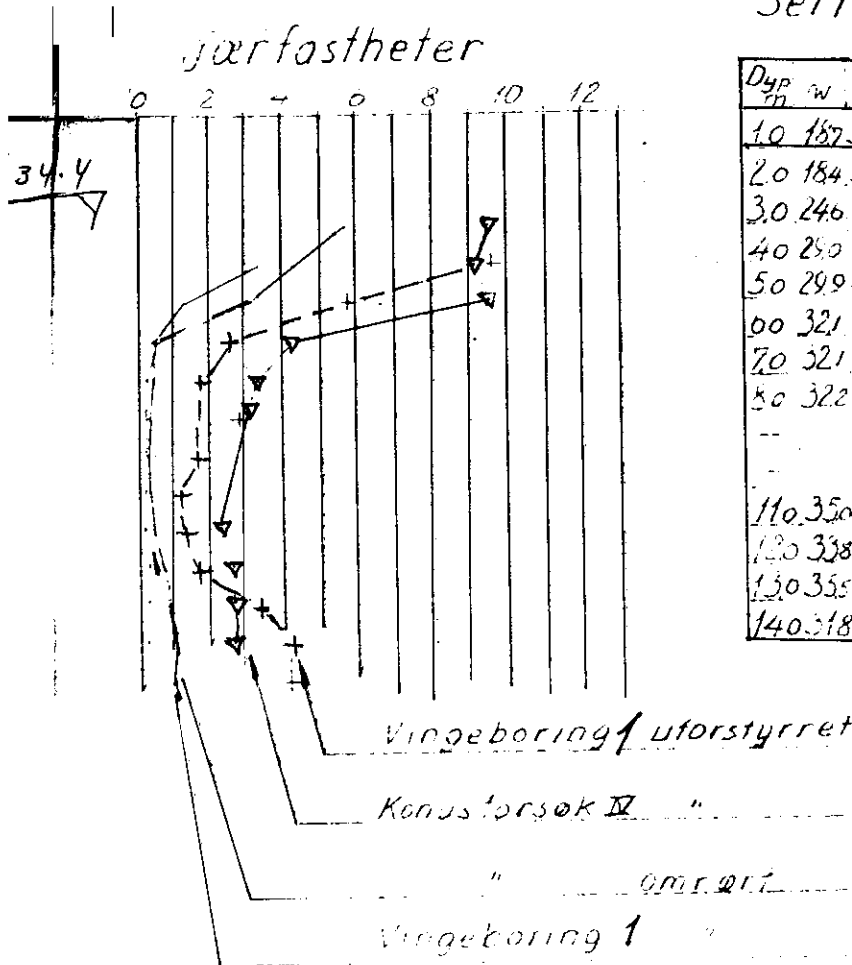 Skjærfastheter
0 2 4 6 8 10 12
34.4
Dyp m w
1.0 18.7
2.0 18.4
3.0 24.6
4.0 29.0
5.0 29.9
6.0 32.1
7.0 32.1
8.0 32.2
--
-
11.0 35.0
12.0 33.8
13.0 35.5
14.0 31.8
Vingeboring 1 uforstyrret
Konusforsøk IV "
" omrørt
Vingeboring 1 "